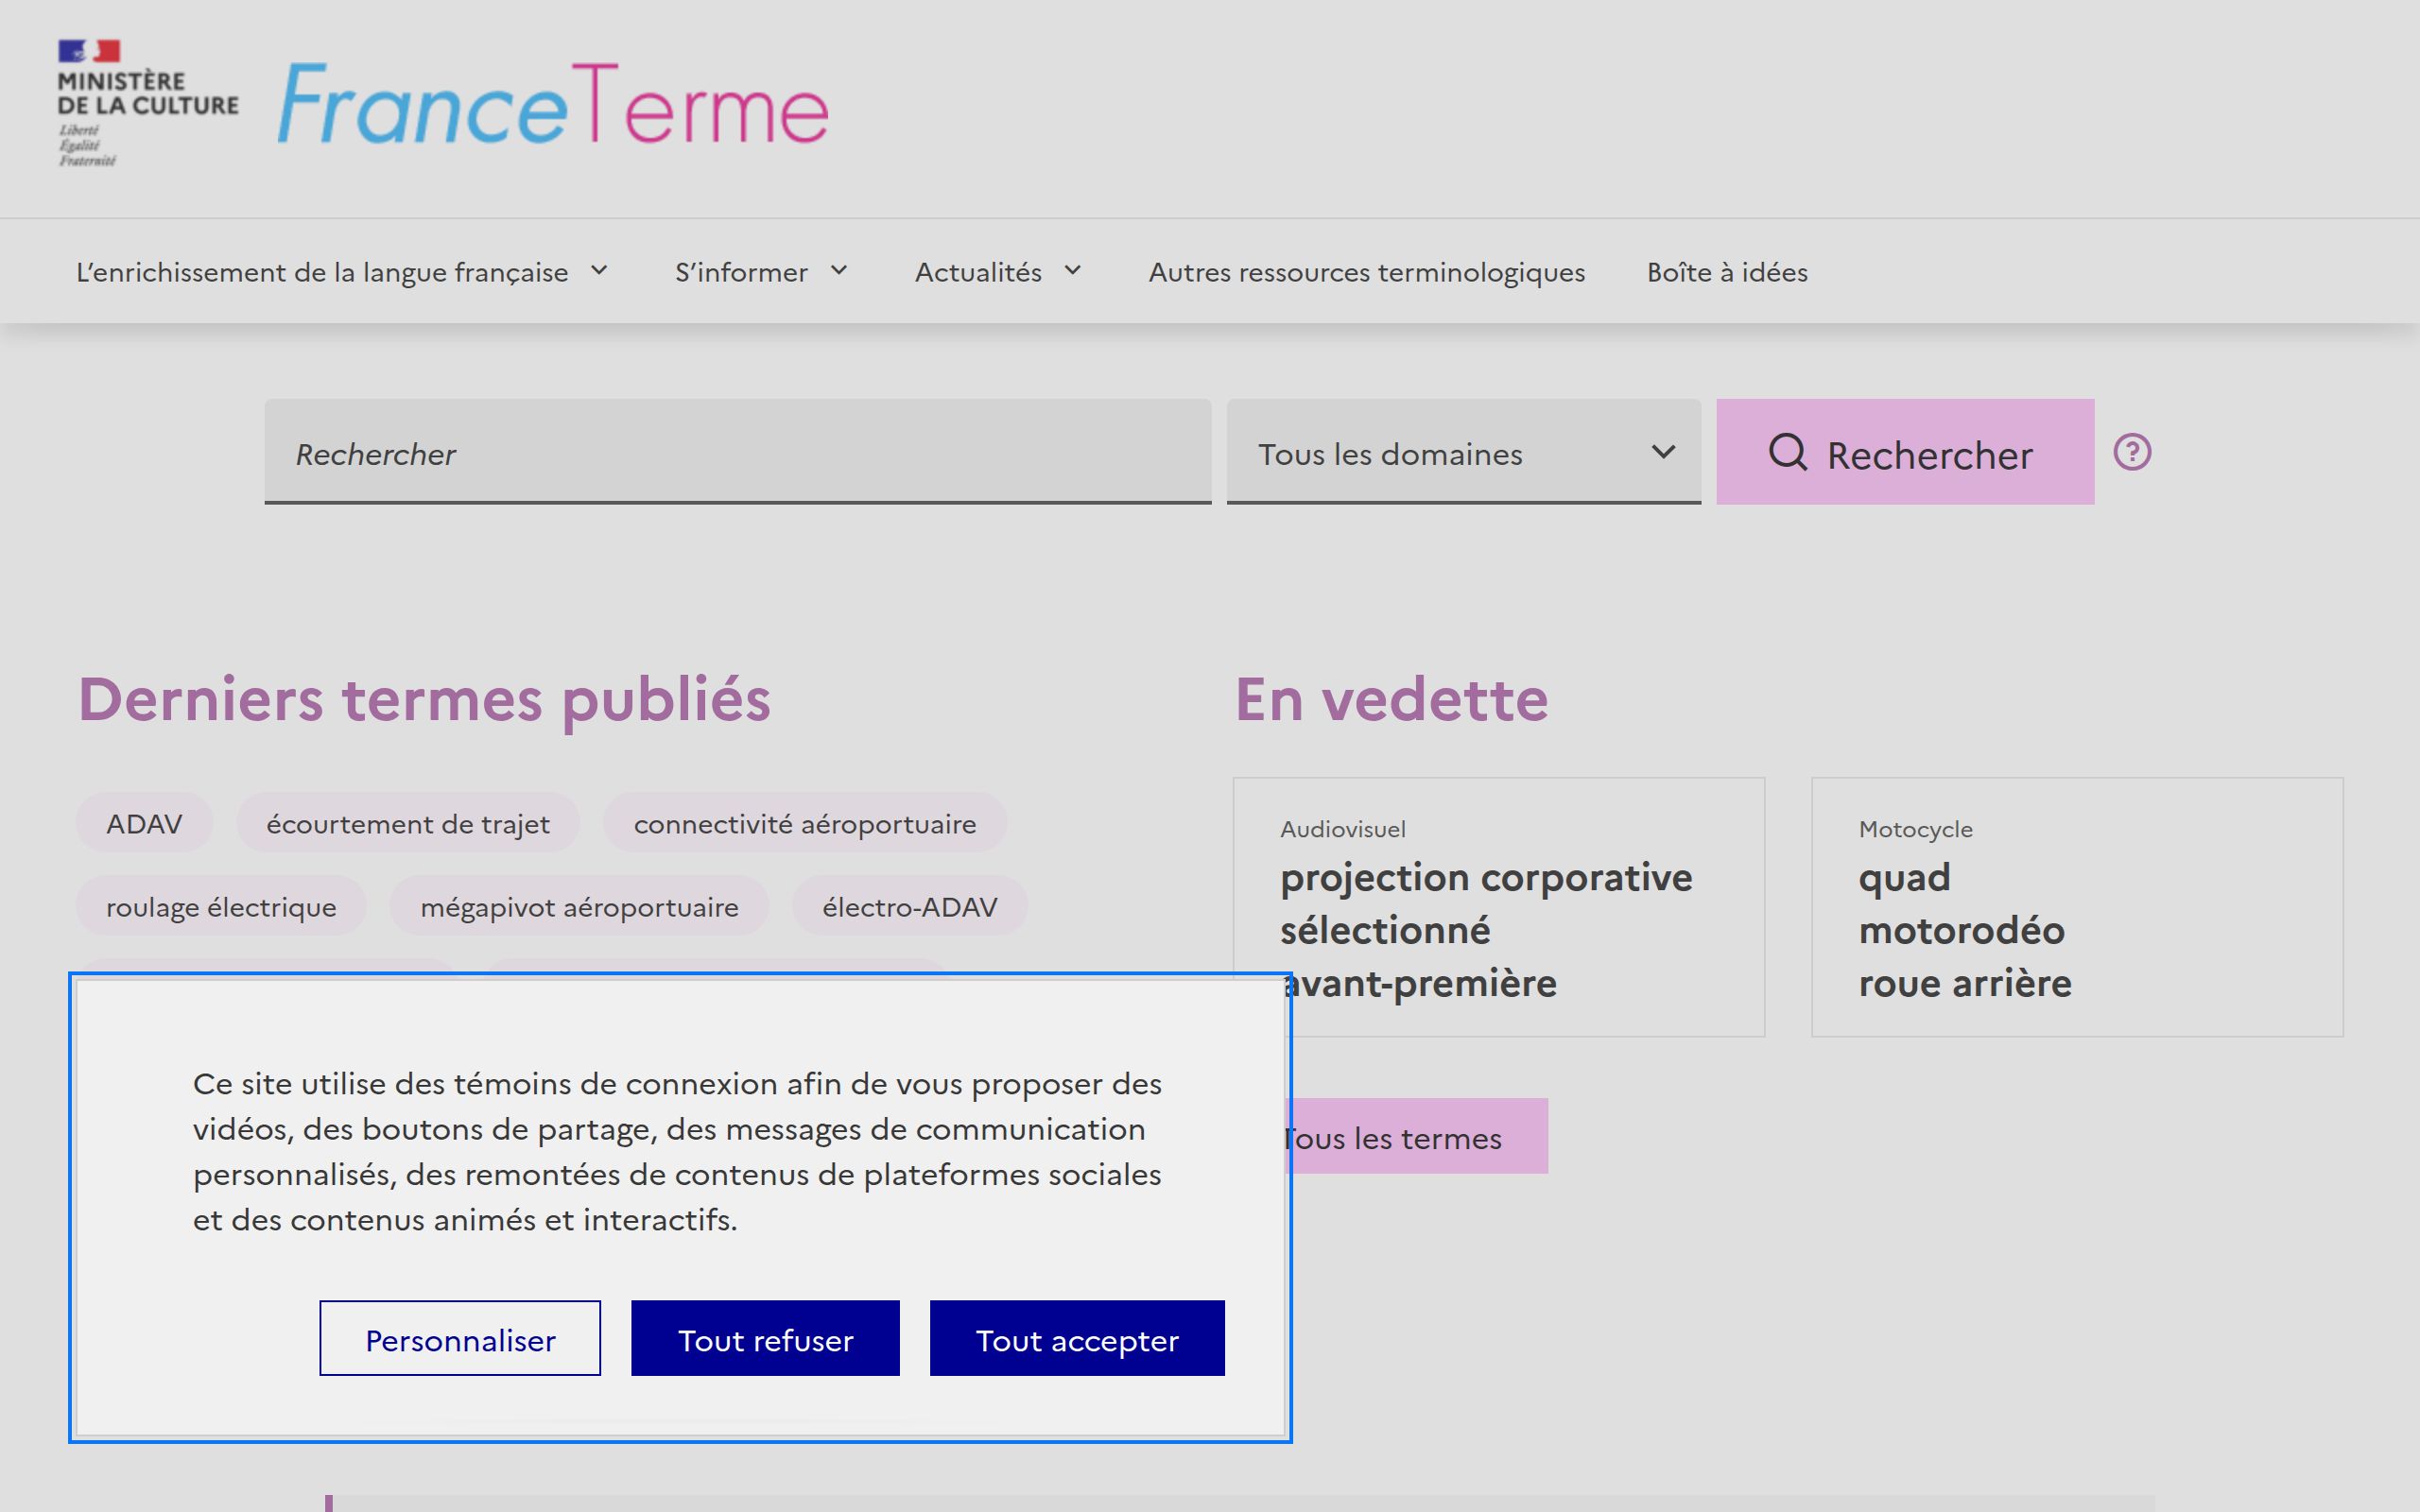 MINISTÈRE
DE LA CULTURE
Liberté
Égalité
Fraternité
FranceTerme
L’enrichissement de la langue française
S’informer
Actualités
Autres ressources terminologiques
Boîte à idées
Rechercher
Tous les domaines
Rechercher
?
Derniers termes publiés
ADAV
écourtement de trajet
connectivité aéroportuaire
roulage électrique
mégapivot aéroportuaire
électro-ADAV
En vedette
Audiovisuel
projection corporative
sélectionné
avant-première
Motocycle
quad
motorodéo
roue arrière
Tous les termes
Ce site utilise des témoins de connexion afin de vous proposer des
vidéos, des boutons de partage, des messages de communication
personnalisés, des remontées de contenus de plateformes sociales
et des contenus animés et interactifs.
Personnaliser
Tout refuser
Tout accepter